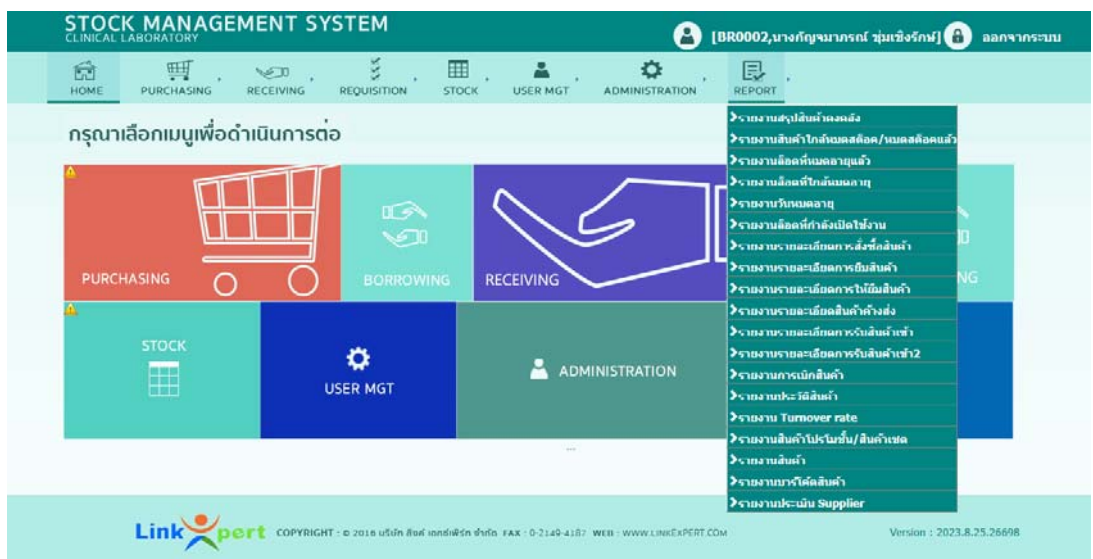 STOCK MANAGEMENT SYSTEM
CLINICAL LABORATORY
[BR0002,นางกัญจนาภรณ์ ชุ่มเชิงรักษ์] ออกจากระบบ
HOME PURCHASING RECEIVING REQUISITION STOCK USER MGT ADMINISTRATION REPORT
กรุณาเลือกเมนูเพื่อดำเนินการต่อ
รายงานสรุปสินค้าคงคลัง
รายงานสินค้าใกล้หมดสต๊อค/หมดสต๊อคแล้ว
รายงานล๊อตที่หมดอายุแล้ว
รายงานล๊อตที่ใกล้หมดอายุ
รายงานวันหมดอายุ
รายงานล๊อตที่กำลังเปิดใช้งาน
รายงานรายละเอียดการสั่งซื้อสินค้า
รายงานรายละเอียดการยืมสินค้า
รายงานรายละเอียดการให้ยืมสินค้า
รายงานรายละเอียดสินค้าค้างส่ง
รายงานรายละเอียดการรับสินค้าเข้า
รายงานรายละเอียดการรับสินค้าเข้า2
รายงานการเบิกสินค้า
รายงานประวัติสินค้า
รายงาน Turnover rate
รายงานสินค้าโปรโมชั่น/สินค้าเซต
รายงานสินค้า
รายงานบาร์โค้ดสินค้า
รายงานประเมิน Supplier
PURCHASING BORROWING RECEIVING NG
STOCK USER MGT ADMINISTRATION
...
LinkXpert COPYRIGHT : © 2016 บริษัท ลิงค์ เอกซ์เพิร์ท จำกัด FAX : 0-2149-4187 WEB : WWW.LINKEXPERT.COM Version : 2023.8.25.26698